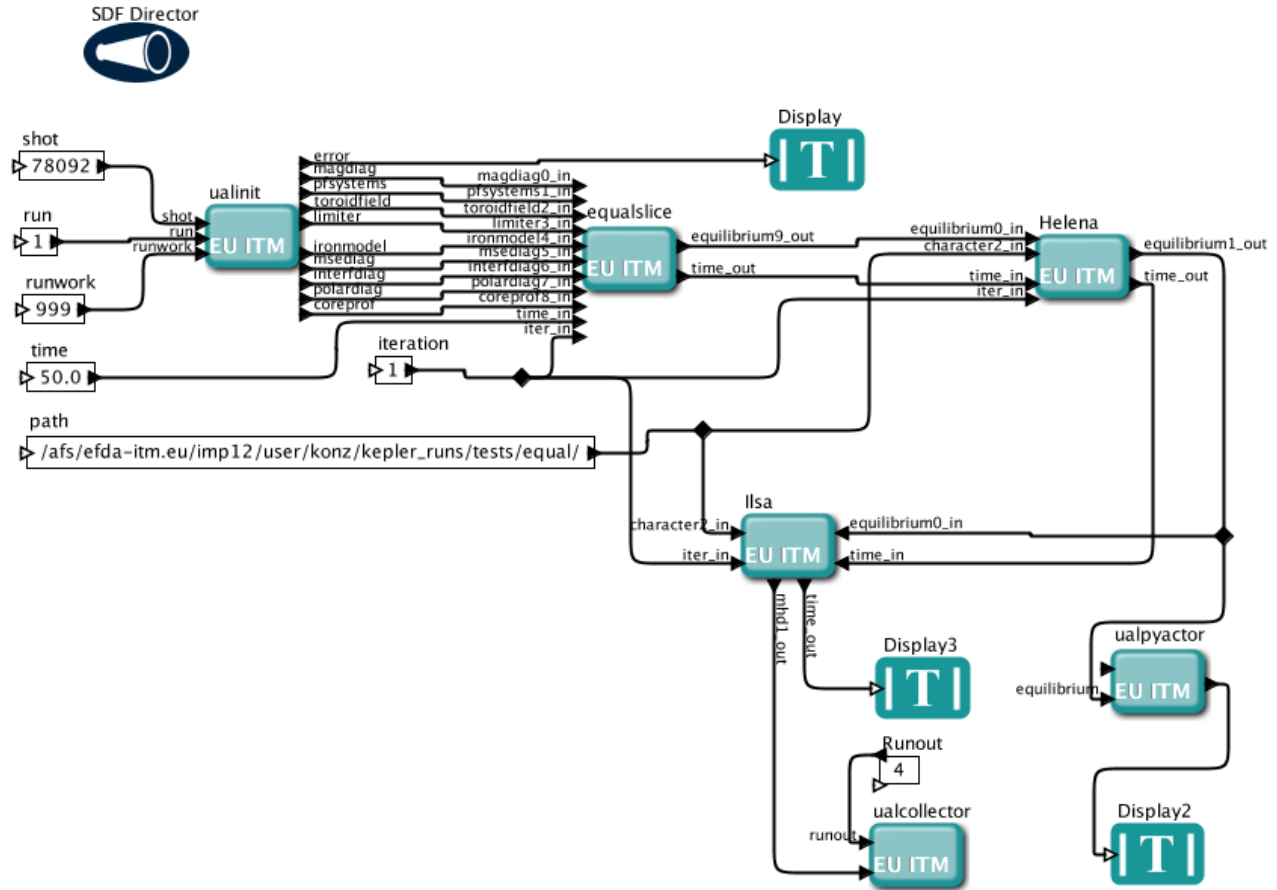 SDF Director
shot
78092
run
1
runwork
999
time
50.0
path
/afs/efda-itm.eu/imp12/user/konz/kepler_runs/tests/equal/
iteration
1
ualinit
shot
run
runwork
EU ITM
error
magdiag
pfsystems
toroidfield
limiter
ironmodel
msediag
interfdiag
polardiag
coreprof
Display
T
equalslice
magdiag0_in
pfsystems1_in
toroidfield2_in
limiter3_in
ironmodel4_in
msediag5_in
interfdiag6_in
polardiag7_in
coreprof8_in
time_in
iter_in
EU ITM
equilibrium9_out
time_out
Helena
equilibrium0_in
character2_in
time_in
iter_in
EU ITM
equilibrium1_out
time_out
Ilsa
character2_in
iter_in
EU ITM
equilibrium0_in
time_in
mhd1_out
time_out
Display3
T
Runout
4
ualcollector
runout
EU ITM
ualpyactor
equilibrium
EU ITM
Display2
T